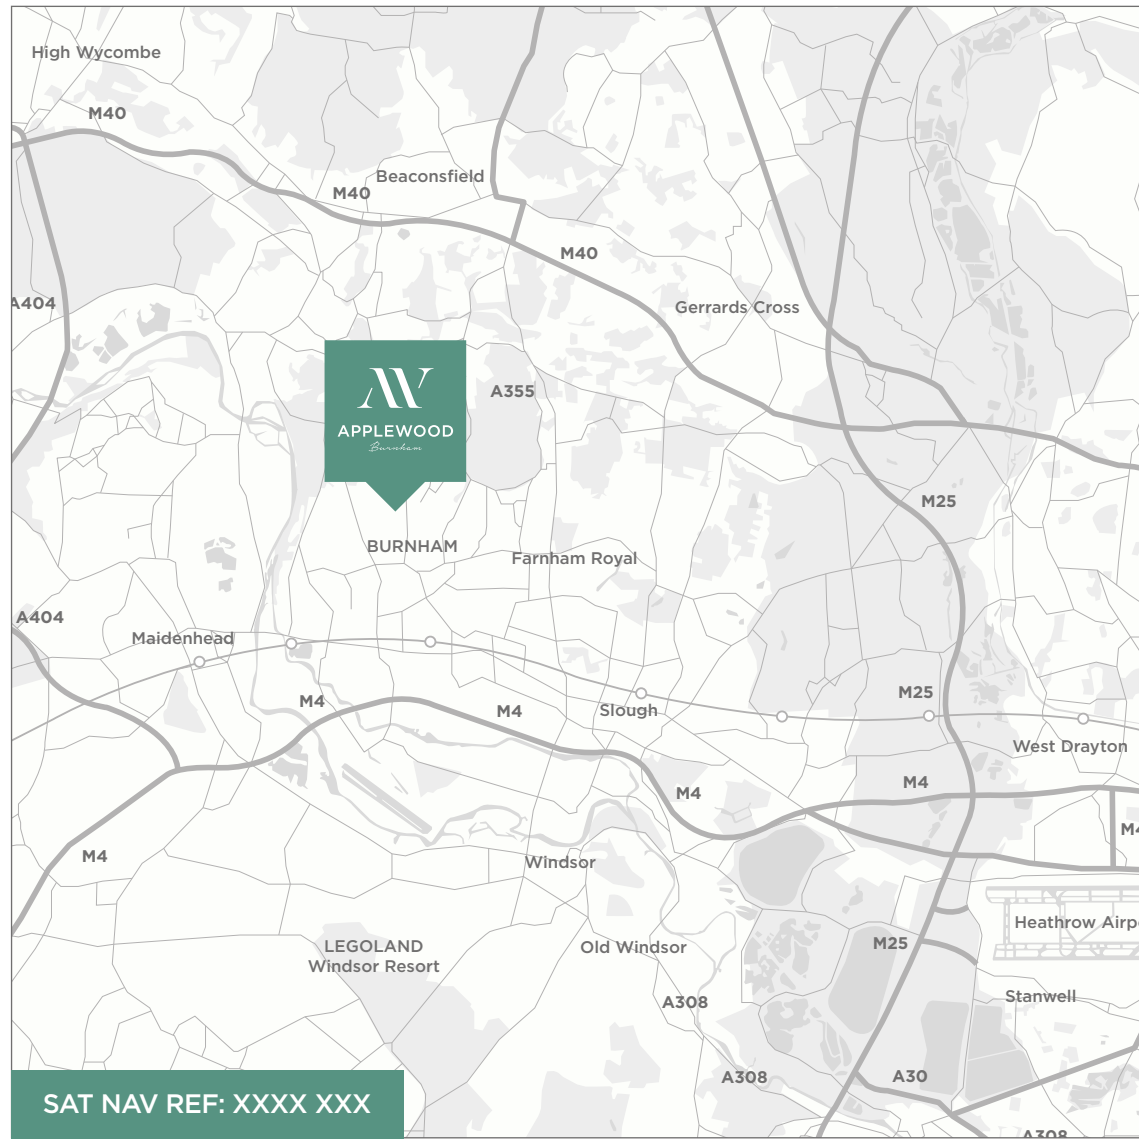 High Wycombe
M40
Beaconsfield
M40
M40
A404
Gerrards Cross
A355
APPLEWOOD
Burnham
M25
BURNHAM
Farnham Royal
A404
Maidenhead
M4
M25
M4
Slough
West Drayton
M4
M4
M4
M4
Windsor
Heathrow Airp
LEGOLAND
Windsor Resort
Old Windsor
M25
Stanwell
A308
A308
A30
SAT NAV REF: XXXX XXX
A308